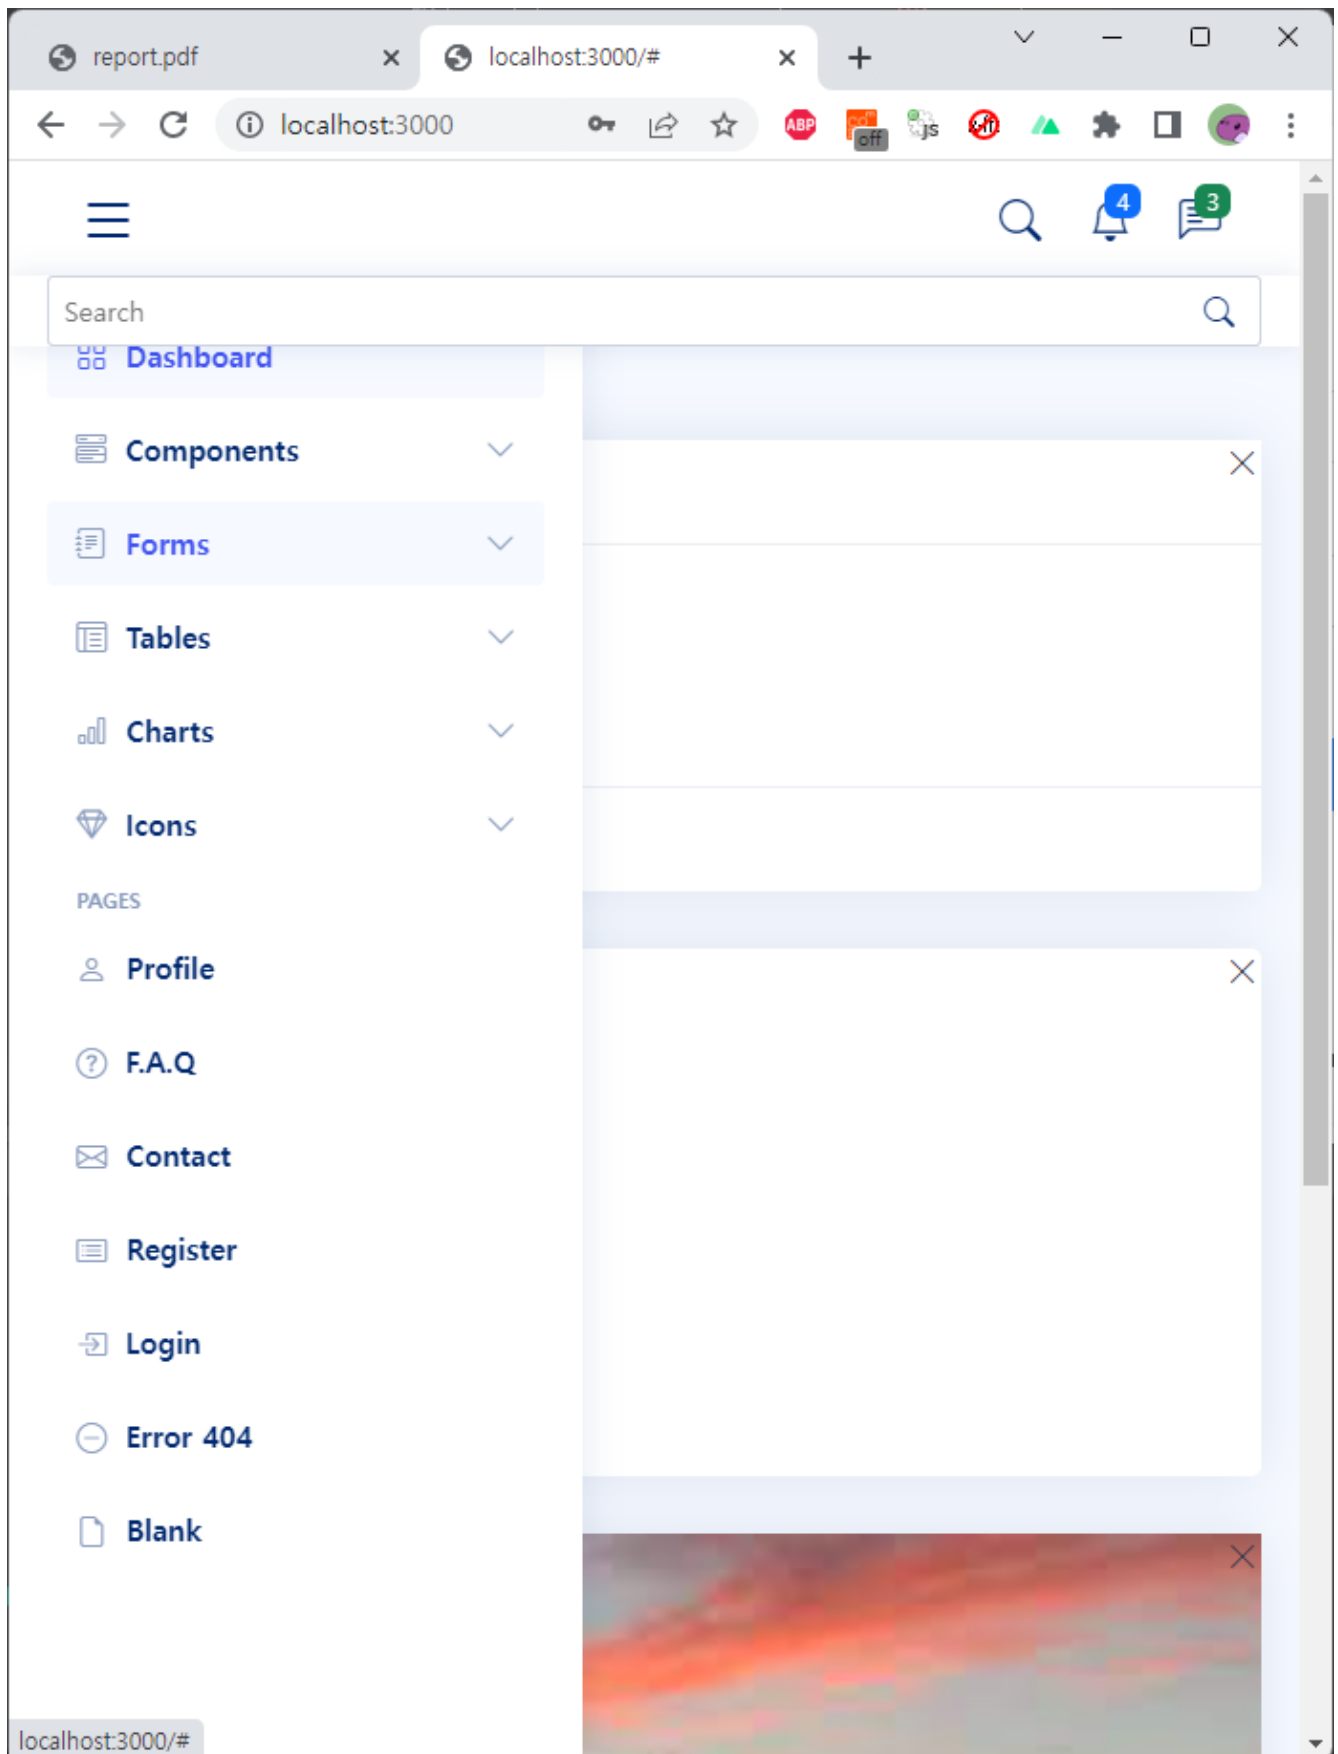 report.pdf
localhost:3000/#
localhost:3000
ABP
off
js
4
3
Search
Dashboard
Components
Forms
Tables
Charts
Icons
PAGES
Profile
F.A.Q
Contact
Register
Login
Error 404
Blank
localhost:3000/#